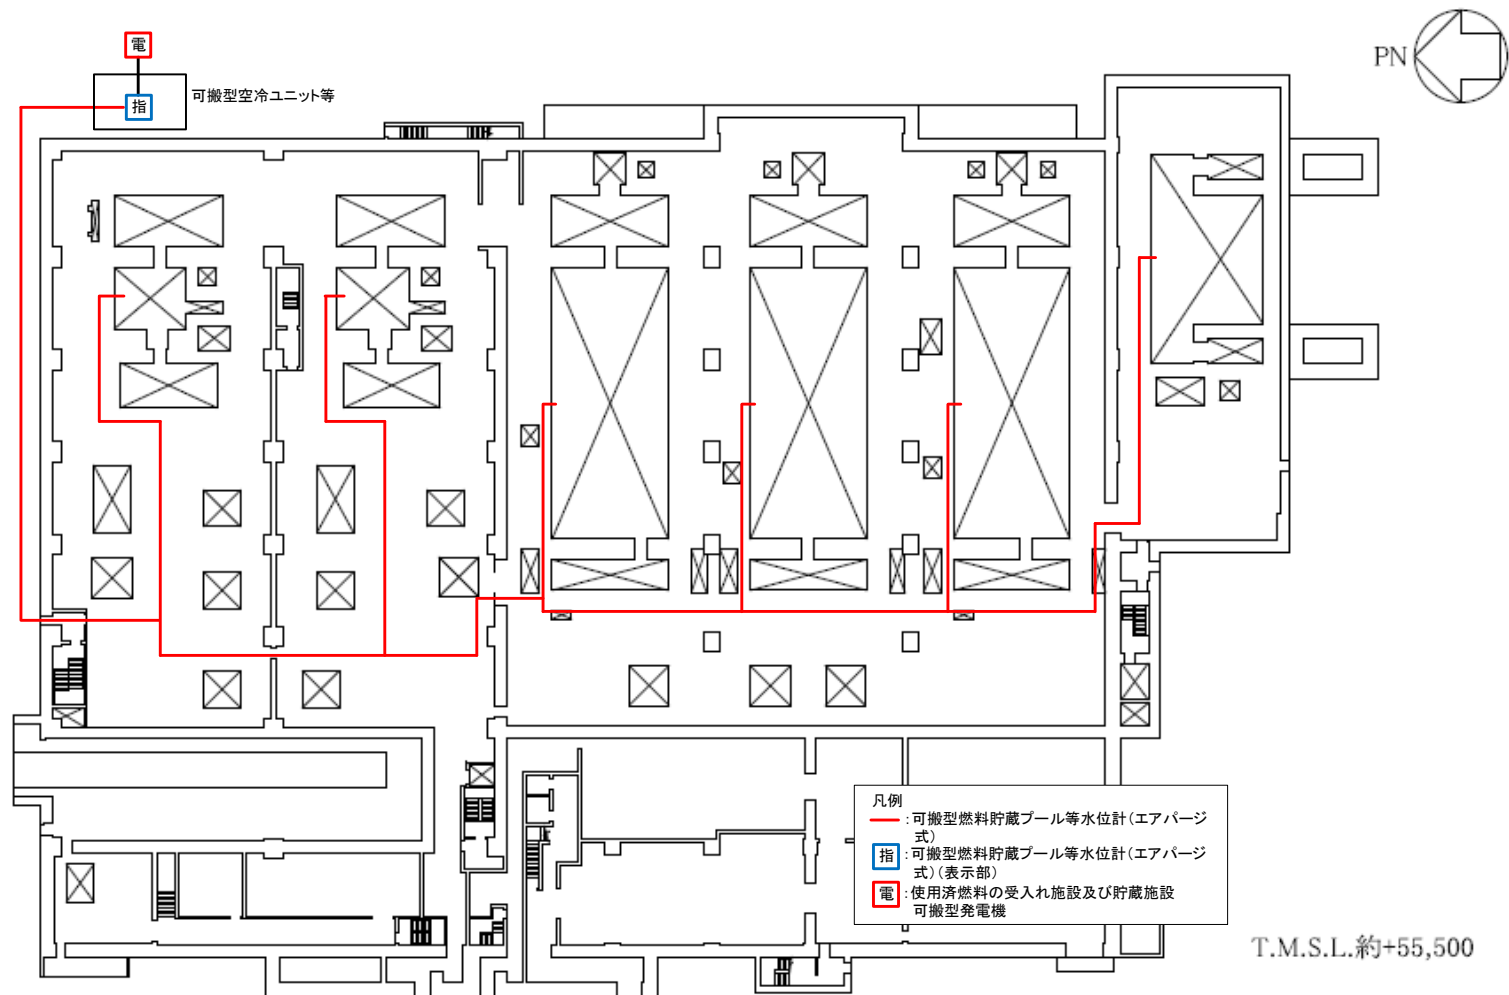 電
指
可搬型空冷ユニット等
PN
凡例
:可搬型燃料貯蔵プール等水位計(エアパージ
式)
指:可搬型燃料貯蔵プール等水位計(エアパージ
式)(表示部)
電:使用済燃料の受入れ施設及び貯蔵施設
可搬型発電機
T.M.S.L.約+55,500